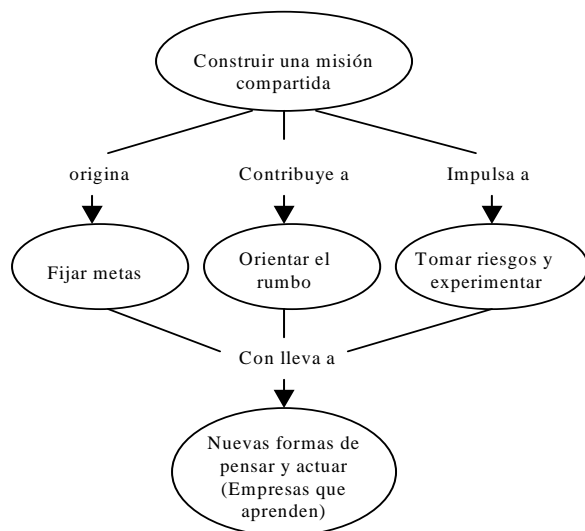 Construir una misión
compartida
origina
Contribuye a
Impulsa a
Fijar metas
Orientar el
rumbo
Tomar riesgos y
experimentar
Con lleva a
Nuevas formas de
pensar y actuar
(Empresas que
aprenden)